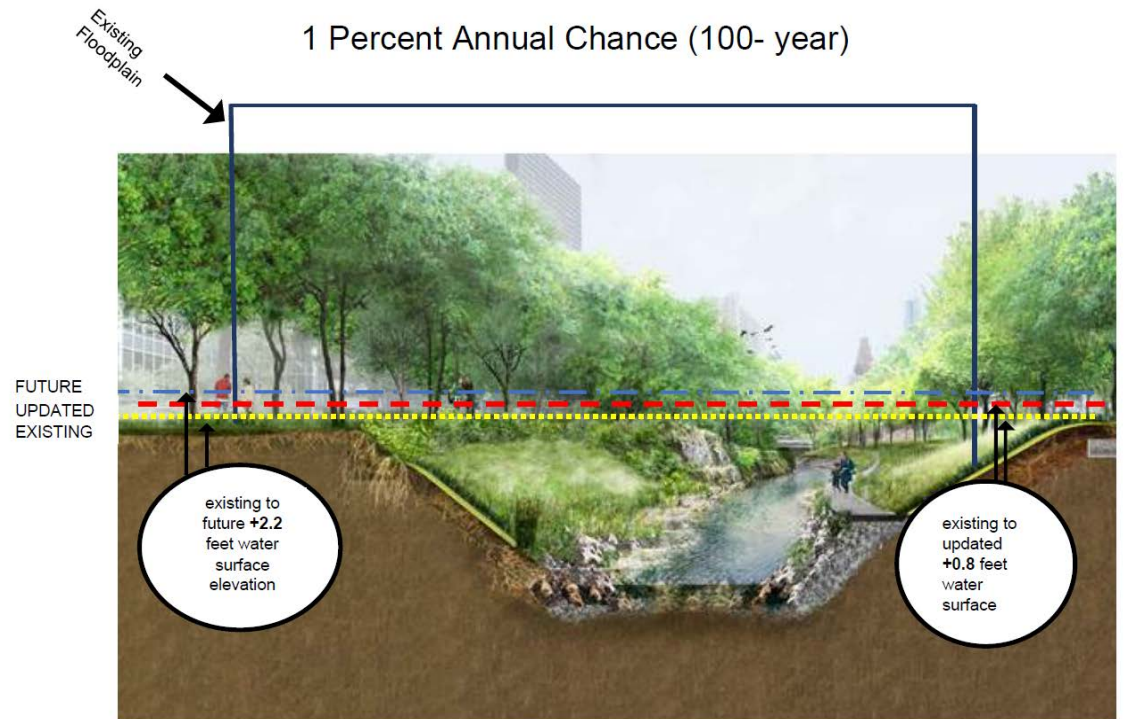 1 Percent Annual Chance (100- year)
Existing
Floodplain
FUTURE
UPDATED
EXISTING
existing to
future +2.2
feet water
surface
elevation
existing to
updated
+0.8 feet
water
surface